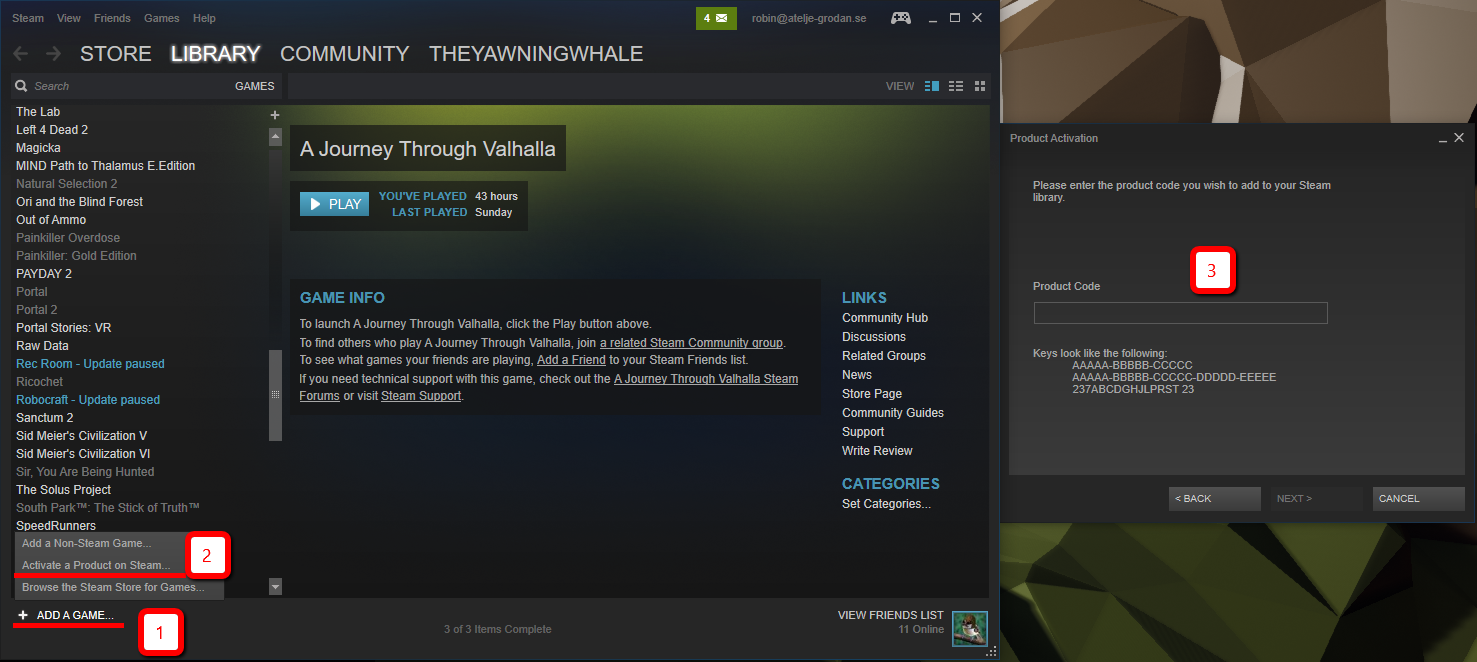 Steam View Friends Games Help
4
robin@atelje-grodan.se
STORE LIBRARY COMMUNITY THEYAWNINGWHALE
Search
GAMES
VIEW
The Lab
Left 4 Dead 2
Magicka
MIND Path to Thalamus E.Edition
Natural Selection 2
Ori and the Blind Forest
Out of Ammo
Painkiller Overdose
Painkiller: Gold Edition
PAYDAY 2
Portal
Portal 2
Portal Stories: VR
Raw Data
Rec Room - Update paused
Ricochet
Robocraft - Update paused
Sanctum 2
Sid Meier's Civilization V
Sid Meier's Civilization VI
Sir, You Are Being Hunted
The Solus Project
South Park™: The Stick of Truth™
SpeedRunners
Add a Non-Steam Game...
Activate a Product on Steam...
2
Browse the Steam Store for Games...
+ ADD A GAME...
1
A Journey Through Valhalla
PLAY
YOU'VE PLAYED 43 hours
LAST PLAYED Sunday
GAME INFO
To launch A Journey Through Valhalla, click the Play button above.
To find others who play A Journey Through Valhalla, join a related Steam Community group.
To see what games your friends are playing, Add a Friend to your Steam Friends list.
If you need technical support with this game, check out the A Journey Through Valhalla Steam
Forums or visit Steam Support.
LINKS
Community Hub
Discussions
Related Groups
News
Store Page
Community Guides
Support
Write Review
CATEGORIES
Set Categories...
3 of 3 Items Complete
VIEW FRIENDS LIST
11 Online
Product Activation
Please enter the product code you wish to add to your Steam
library.
3
Product Code
Keys look like the following:
AAAAA-BBBBB-CCCCC
AAAAA-BBBBB-CCCCC-DDDDD-EEEEE
237ABCDGHJLPRST 23
< BACK
NEXT >
CANCEL